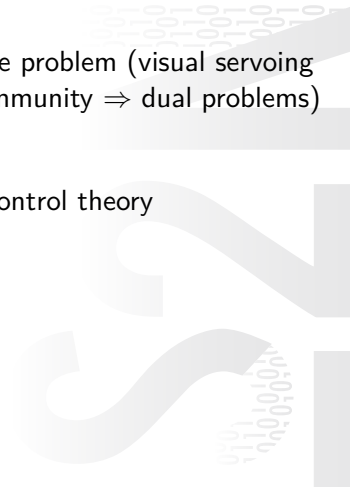 e problem (visual servoing
mmunity ⇒ dual problems)
ontrol theory